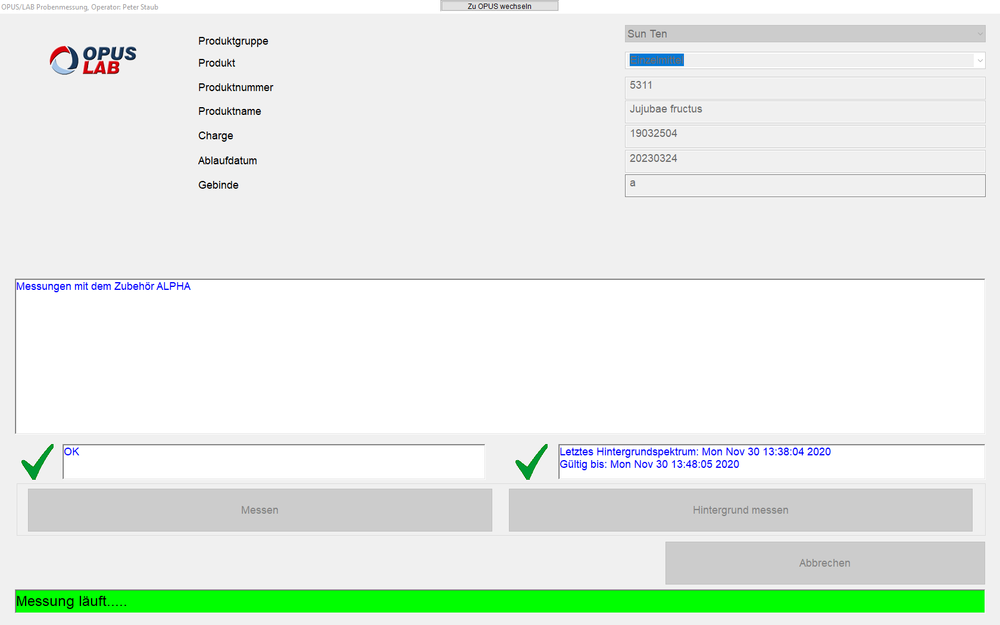 OPUS/LAB Probenmessung, Operator: Peter Staub
Zu OPUS wechseln
OPUS
LAB
Produktgruppe
Sun Ten
Produkt
Einzelmittel
Produktnummer
5311
Produktname
Jujubae fructus
Charge
19032504
Ablaufdatum
20230324
Gebinde
a
Messungen mit dem Zubehör ALPHA
OK
Letztes Hintergrundspektrum: Mon Nov 30 13:38:04 2020
Gültig bis: Mon Nov 30 13:48:05 2020
Messen
Hintergrund messen
Abbrechen
Messung läuft.....